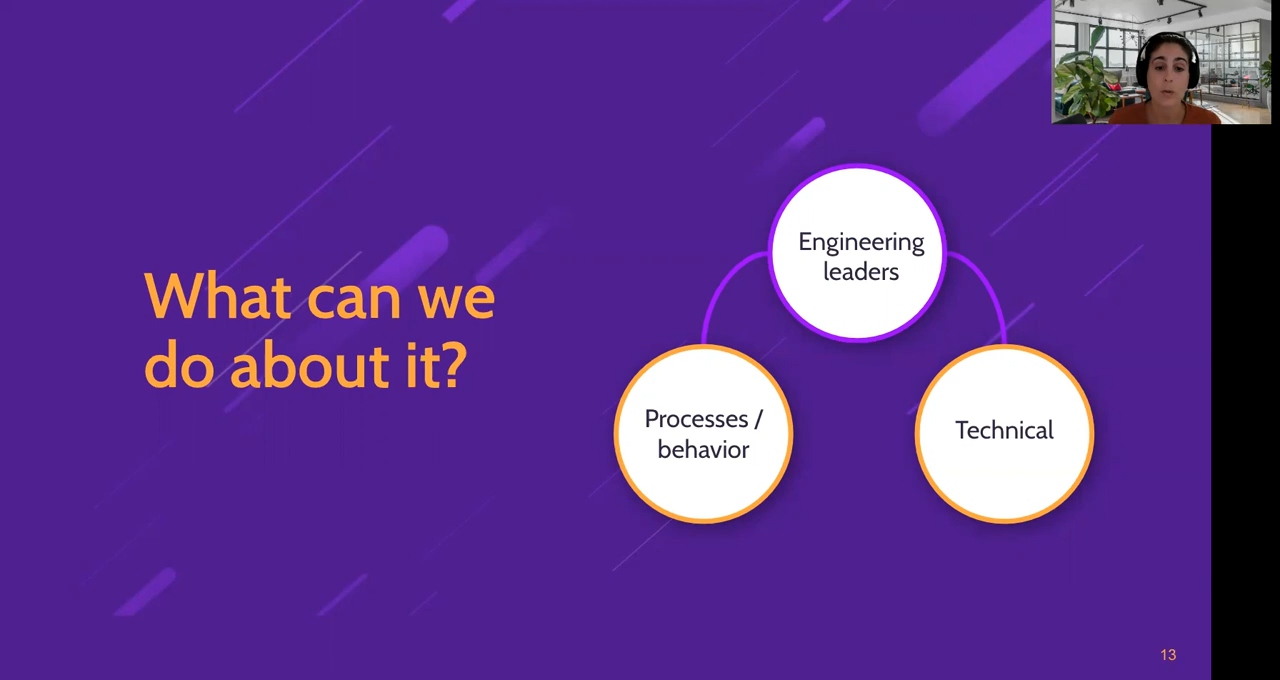 What can we
do about it?
Engineering
leaders
Processes /
behavior
Technical
13